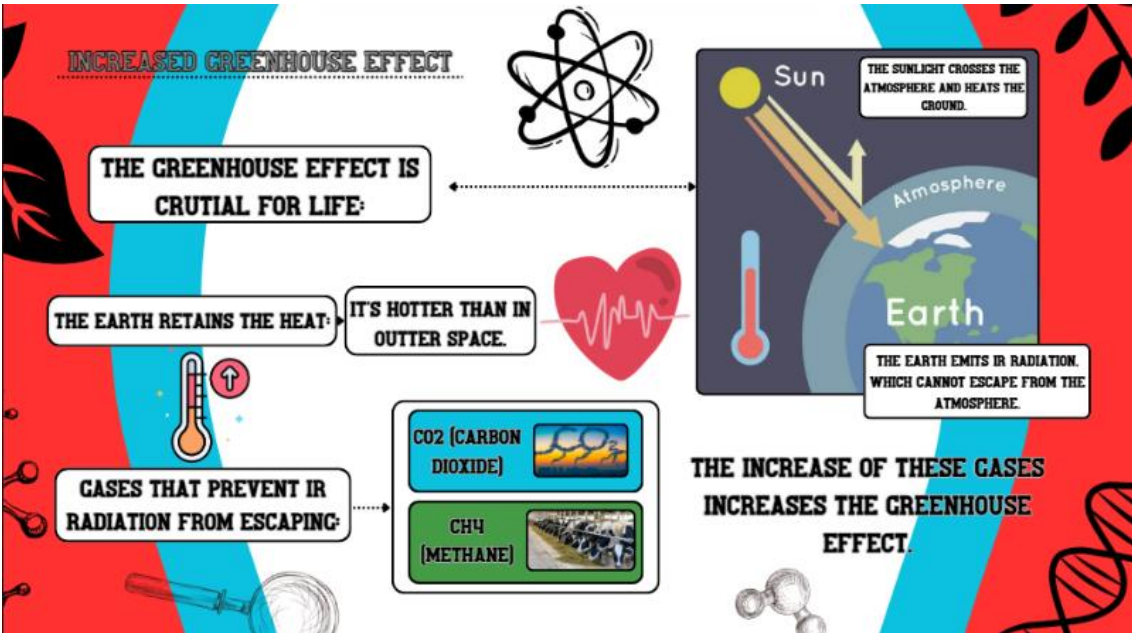 INCREASED GREENHOUSE EFFECT
THE GREENHOUSE EFFECT IS
CRUTIAL FOR LIFE:
THE EARTH RETAINS THE HEAT:
IT'S HOTTER THAN IN
OUTTER SPACE.
GASES THAT PREVENT IR
RADIATION FROM ESCAPING:
CO2 (CARBON
DIOXIDE)
CO2
CH4
(METHANE)
Sun
THE SUNLIGHT CROSSES THE
ATMOSPHERE AND HEATS THE
GROUND.
Atmosphere
Earth
THE EARTH EMITS IR RADIATION,
WHICH CANNOT ESCAPE FROM THE
ATMOSPHERE.
THE INCREASE OF THESE GASES
INCREASES THE GREENHOUSE
EFFECT.